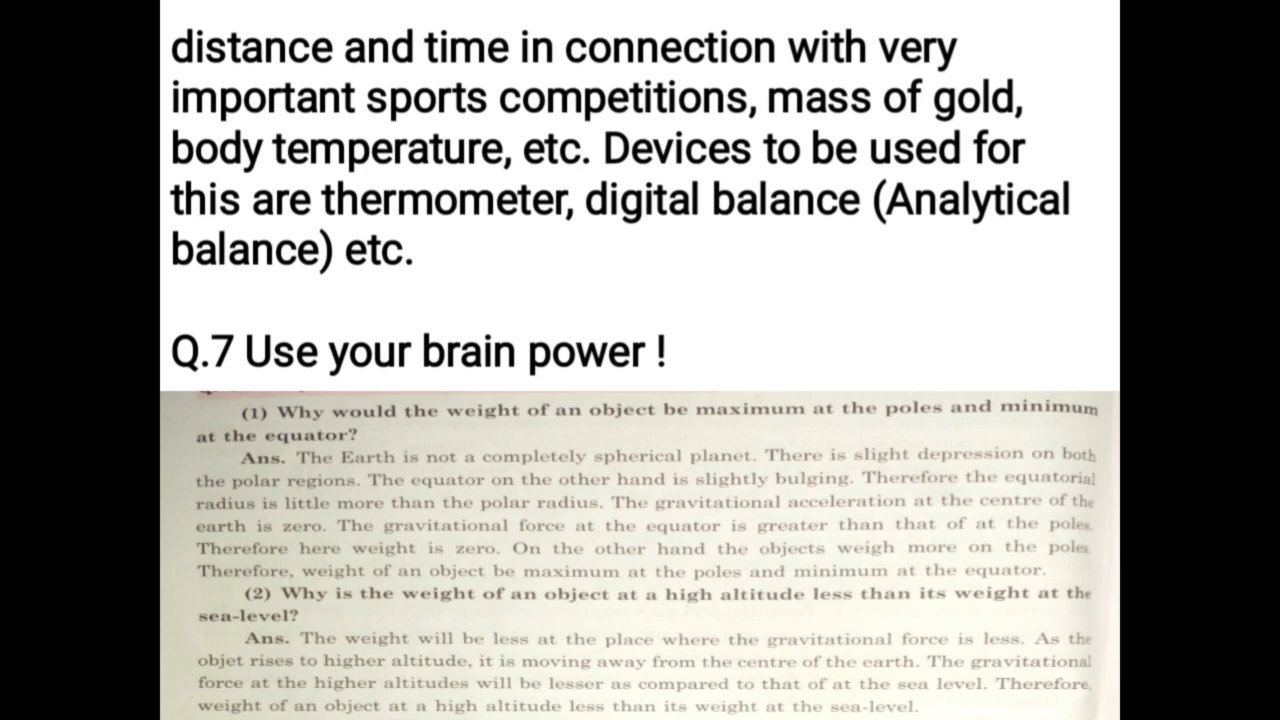 distance and time in connection with very
important sports competitions, mass of gold,
body temperature, etc. Devices to be used for
this are thermometer, digital balance (Analytical
balance) etc.
Q.7 Use your brain power !
(1) Why would the weight of an object be maximum at the poles and minimum
at the equator?
Ans. The Earth is not a completely spherical planet. There is slight depression on both
the polar regions. The equator on the other hand is slightly bulging. Therefore the equatorial
radius is little more than the polar radius. The gravitational acceleration at the centre of the
earth is zero. The gravitational force at the equator is greater than that of at the poles.
Therefore here weight is zero. On the other hand the objects weigh more on the poles
Therefore, weight of an object be maximum at the poles and minimum at the equator.
(2) Why is the weight of an object at a high altitude less than its weight at the
sea-level?
Ans. The weight will be less at the place where the gravitational force is less. As the
objet rises to higher altitude, it is moving away from the centre of the earth. The gravitational
force at the higher altitudes will be lesser as compared to that of at the sea level. Therefore,
weight of an object at a high altitude less than its weight at the sea-level.